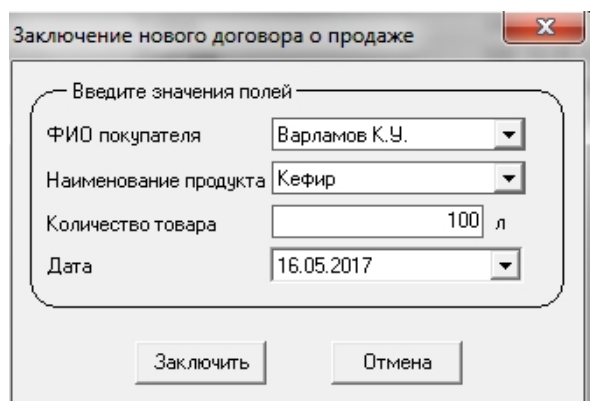 Заключение нового договора о продаже
Введите значения полей
ФИО покупателя Варламов К.У.
Наименование продукта Кефир
Количество товара 100 л
Дата 16.05.2017
Заключить Отмена